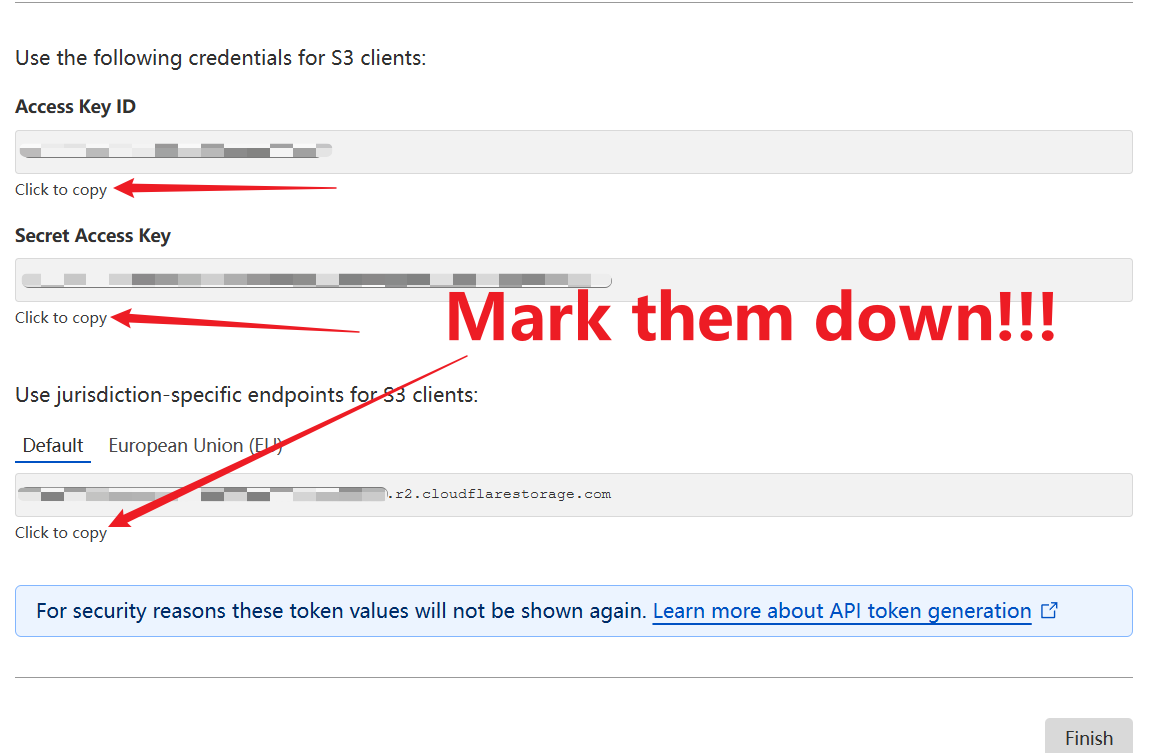 Use the following credentials for S3 clients:
Access Key ID
Click to copy
Secret Access Key
Click to copy
Mark them down!!!
Use jurisdiction-specific endpoints for S3 clients:
Default European Union (EU)
.r2.cloudflarestorage.com
Click to copy
For security reasons these token values will not be shown again. Learn more about API token generation
Finish